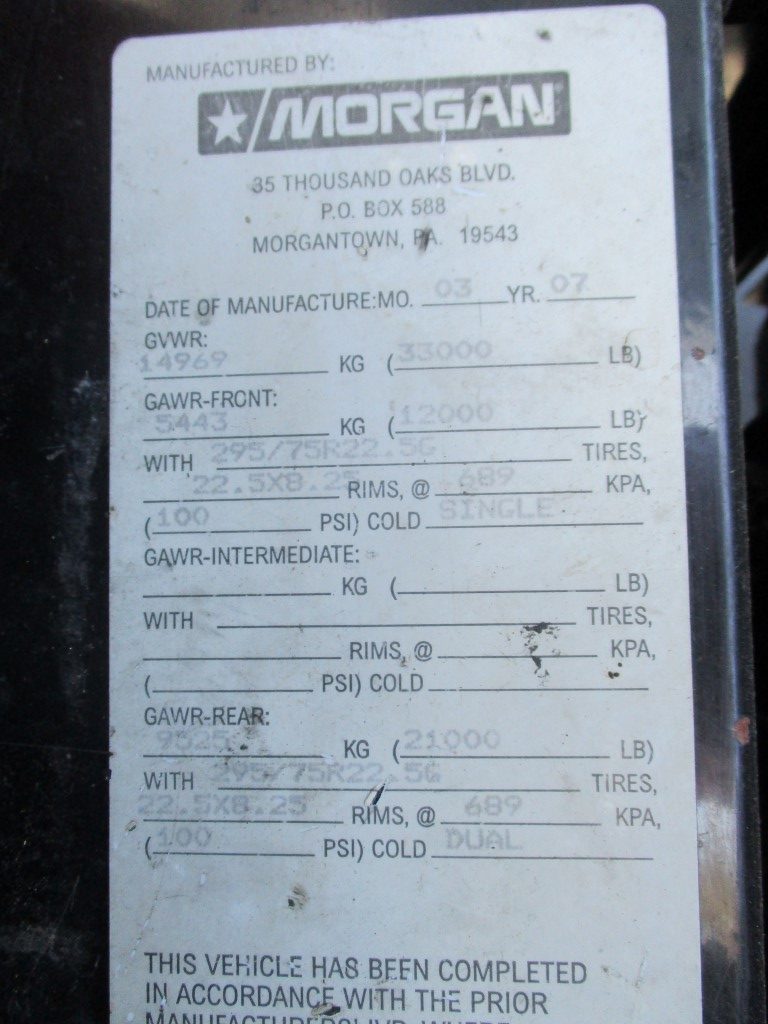 MANUFACTURED BY:
MORGAN
35 THOUSAND OAKS BLVD.
P.O. BOX 588
MORGANTOWN, PA. 19543
DATE OF MANUFACTURE:MO. 03 YR. 07
GVWR:
14969 KG (33000 LB)
GAWR-FRONT:
5443 KG (12000 LB)
WITH 295/75R22.5G TIRES,
22.5X8.25 RIMS, @ 689 KPA,
(100 PSI) COLD SINGLE
GAWR-INTERMEDIATE:
KG ( LB)
WITH TIRES,
RIMS, @ KPA,
( PSI) COLD
GAWR-REAR:
9525 KG (21000 LB)
WITH 295/75R22.5G TIRES,
22.5X8.25 RIMS, @ 689 KPA,
(100 PSI) COLD DUAL
THIS VEHICLE HAS BEEN COMPLETED
IN ACCORDANCE WITH THE PRIOR